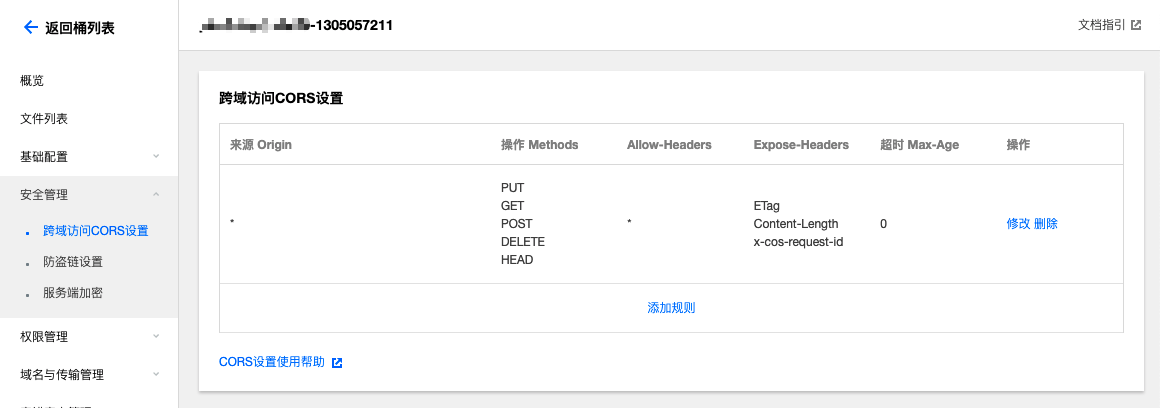 返回桶列表
-1305057211
文档指引
概览
文件列表
基础配置
安全管理
跨域访问CORS设置
防盗链设置
服务端加密
权限管理
域名与传输管理
跨域访问CORS设置
来源 Origin 操作 Methods Allow-Headers Expose-Headers 超时 Max-Age 操作
PUT
GET ETag
* POST * Content-Length 0 修改 删除
DELETE x-cos-request-id
HEAD
添加规则
CORS设置使用帮助